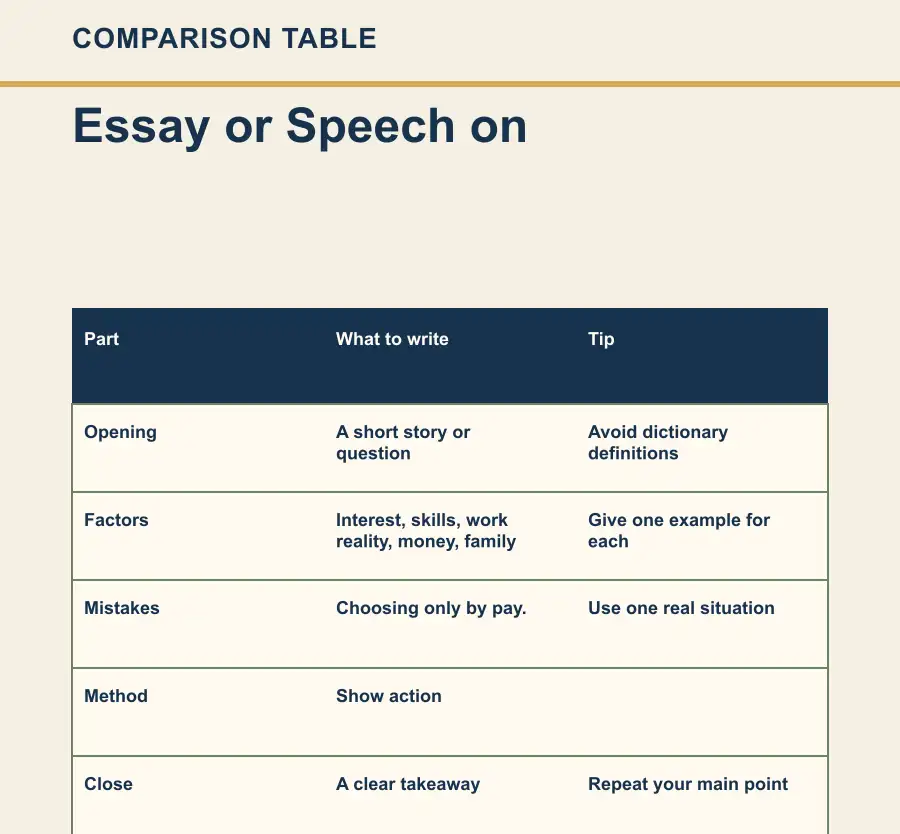 COMPARISON TABLE
Essay or Speech on
Part What to write Tip
Opening A short story or question Avoid dictionary definitions
Factors Interest, skills, work reality, money, family Give one example for each
Mistakes Choosing only by pay. Use one real situation
Method Show action
Close A clear takeaway Repeat your main point